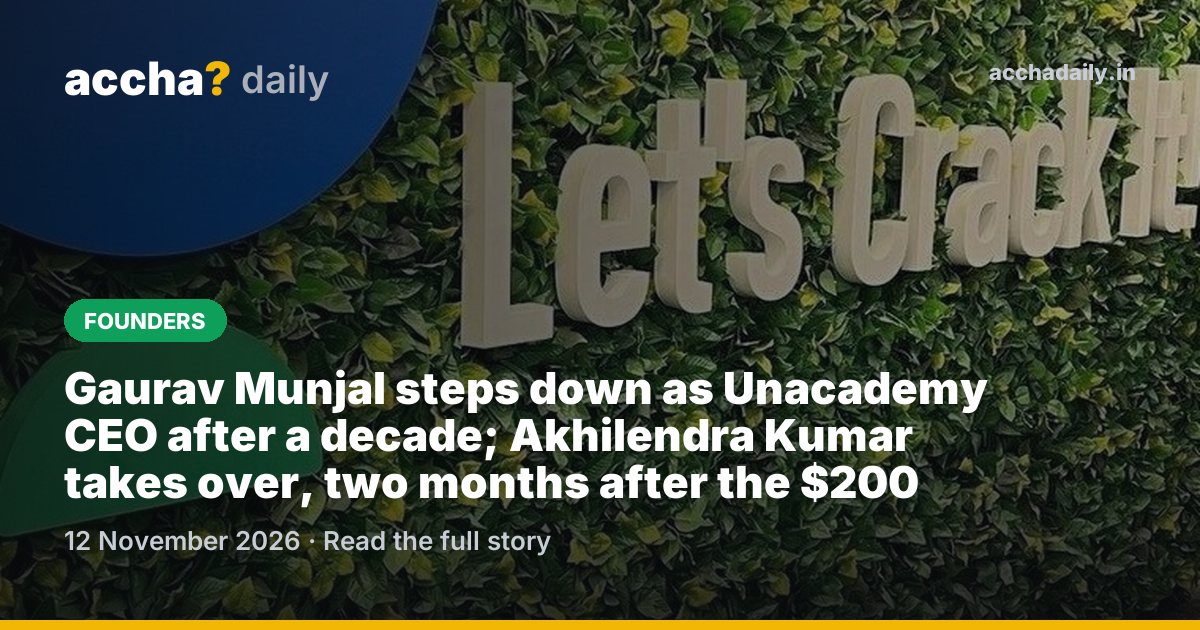 accha? daily
acchadaily.in
Let's Crack It!
FOUNDERS
Gaurav Munjal steps down as Unacademy
CEO after a decade; Akhilendra Kumar
takes over, two months after the $200
12 November 2026 · Read the full story